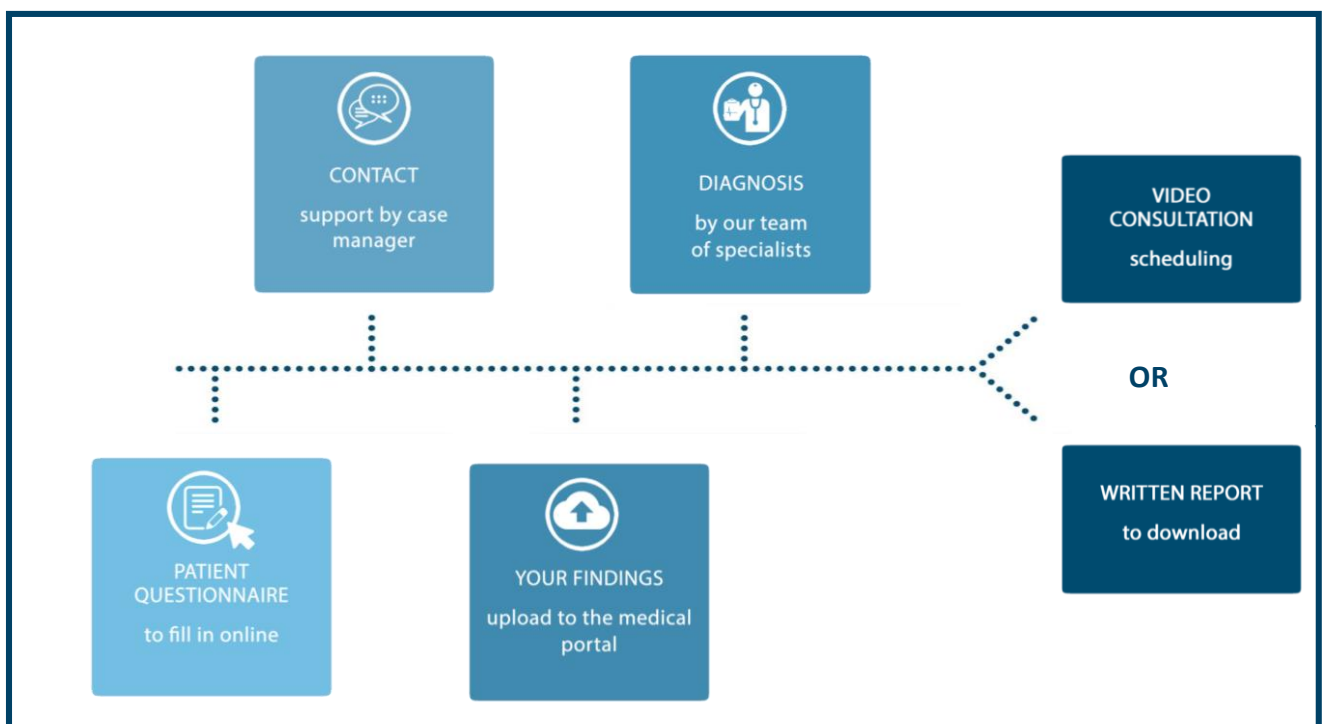 CONTACT
support by case
manager
DIAGNOSIS
by our team
of specialists
VIDEO
CONSULTATION
scheduling
OR
PATIENT
QUESTIONNAIRE
to fill in online
YOUR FINDINGS
upload to the medical
portal
WRITTEN REPORT
to download